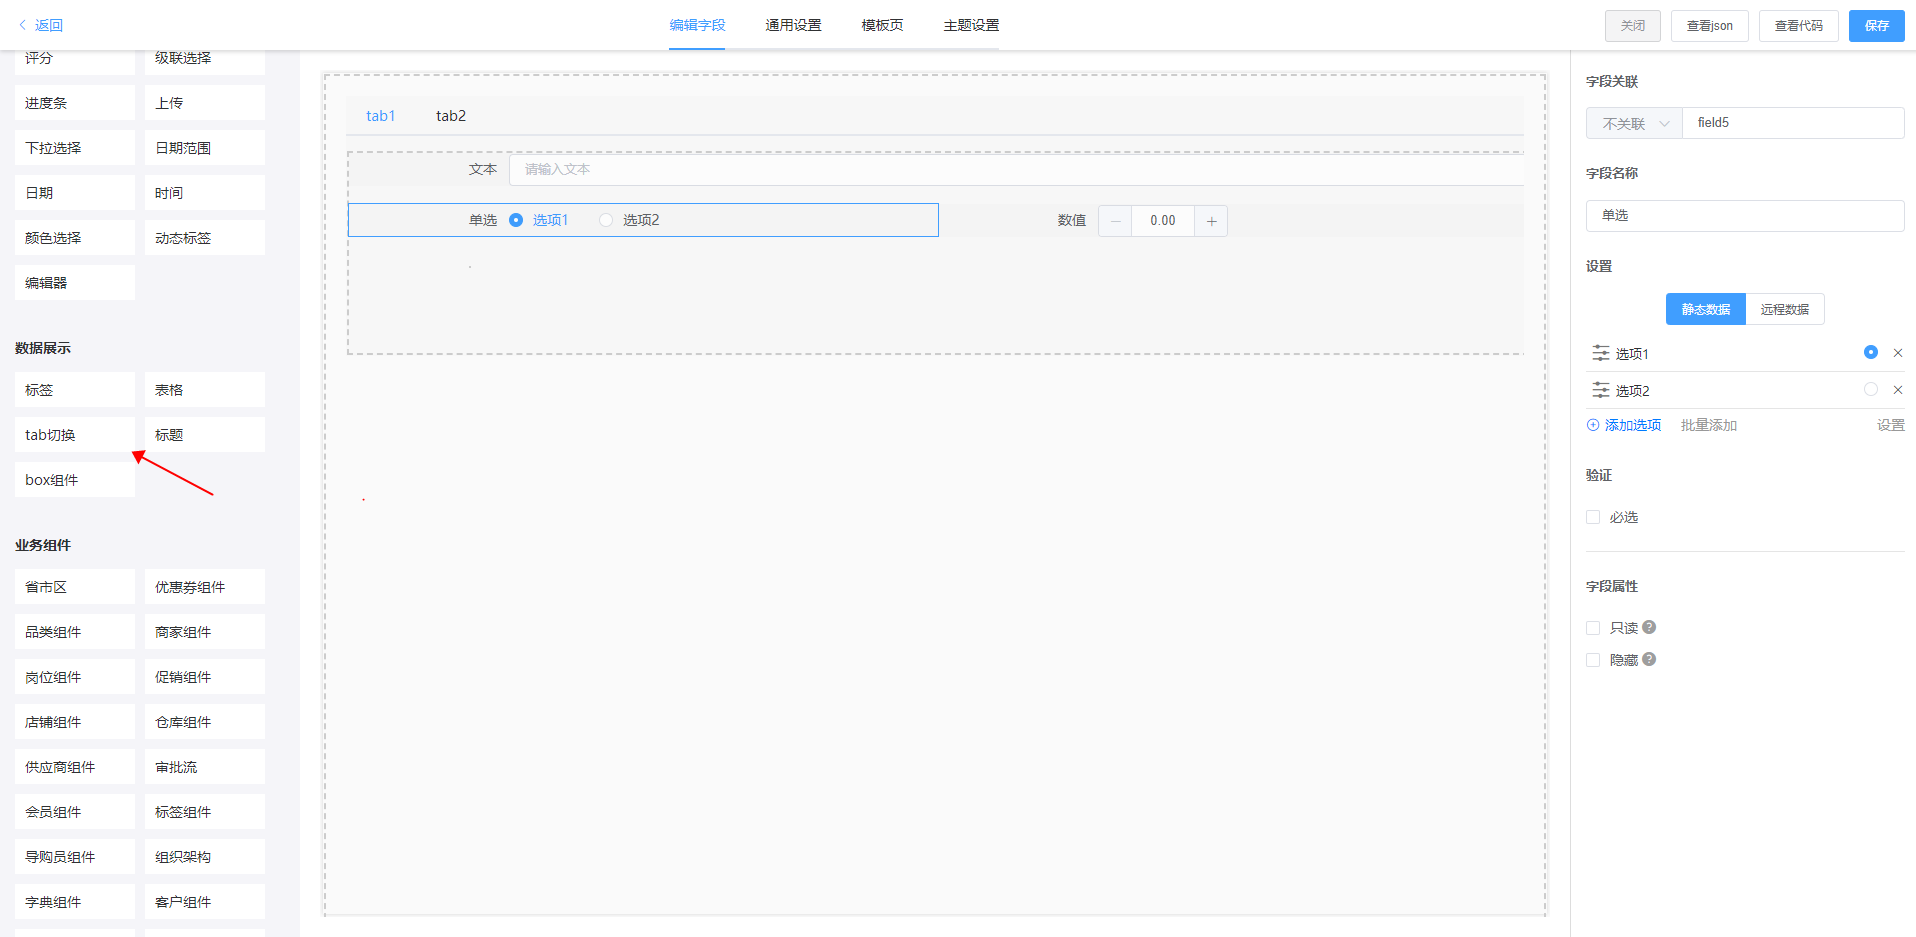 返回
编辑字段 通用设置 模板页 主题设置
关闭 查看json 查看代码 保存
评分 级联选择
进度条 上传
下拉选择 日期范围
日期 时间
颜色选择 动态标签
编辑器
数据展示
标签 表格
tab切换 标题
box组件
业务组件
省市区 优惠券组件
品类组件 商家组件
岗位组件 促销组件
店铺组件 仓库组件
供应商组件 审批流
会员组件 标签组件
导购员组件 组织架构
字典组件 客户组件
tab1 tab2
文本 请输入文本
单选 选项1 选项2 数值 0.00
字段关联
不关联 field5
字段名称
单选
设置
静态数据 远程数据
选项1
选项2
添加选项 批量添加 设置
验证
必选
字段属性
只读
隐藏